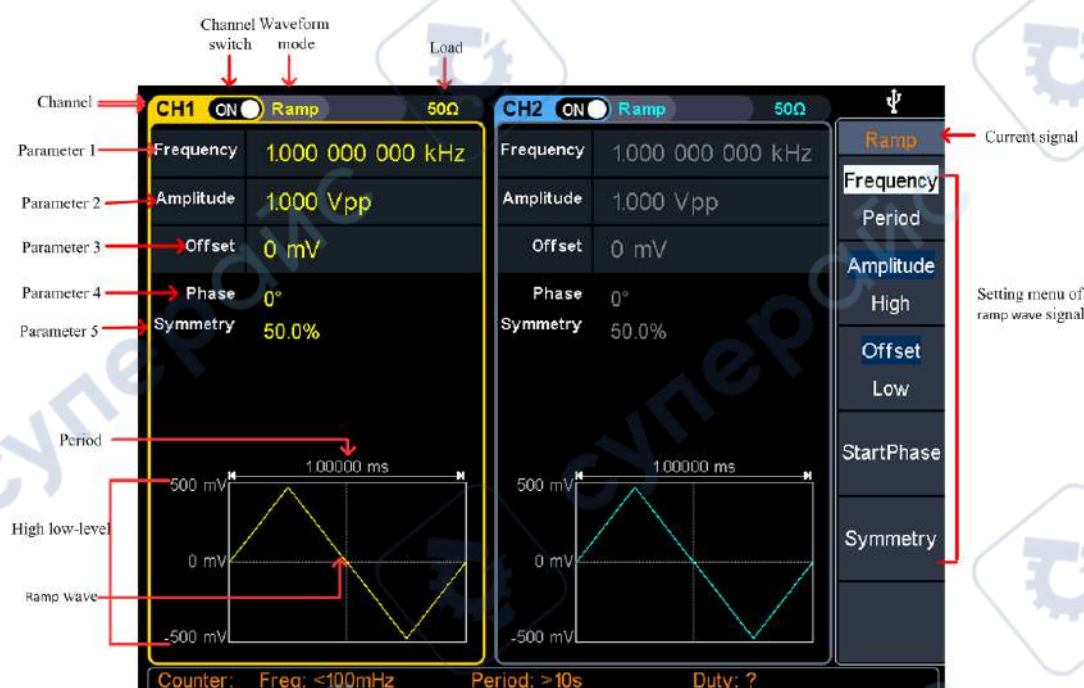 Channel Waveform
switch mode
Load
Channel
CH1 ON Ramp 50Ω
CH2 ON Ramp 50Ω
Ramp
Current signal
Parameter 1
Frequency 1.000 000 000 kHz
Frequency 1.000 000 000 kHz
Frequency
Period
Parameter 2
Amplitude 1.000 Vpp
Amplitude 1.000 Vpp
Amplitude
High
Parameter 3
Offset 0 mV
Offset 0 mV
Offset
Low
Parameter 4
Phase 0°
Phase 0°
Setting menu of
ramp wave signal
Parameter 5
Symmetry 50.0%
Symmetry 50.0%
StartPhase
Symmetry
Period
1.00000 ms
1.00000 ms
500 mV
500 mV
High low-level
0 mV
0 mV
Ramp wave
-500 mV
-500 mV
Counter: Freq: <100mHz Period: >10s Duty: ?
суперайс
суперайс